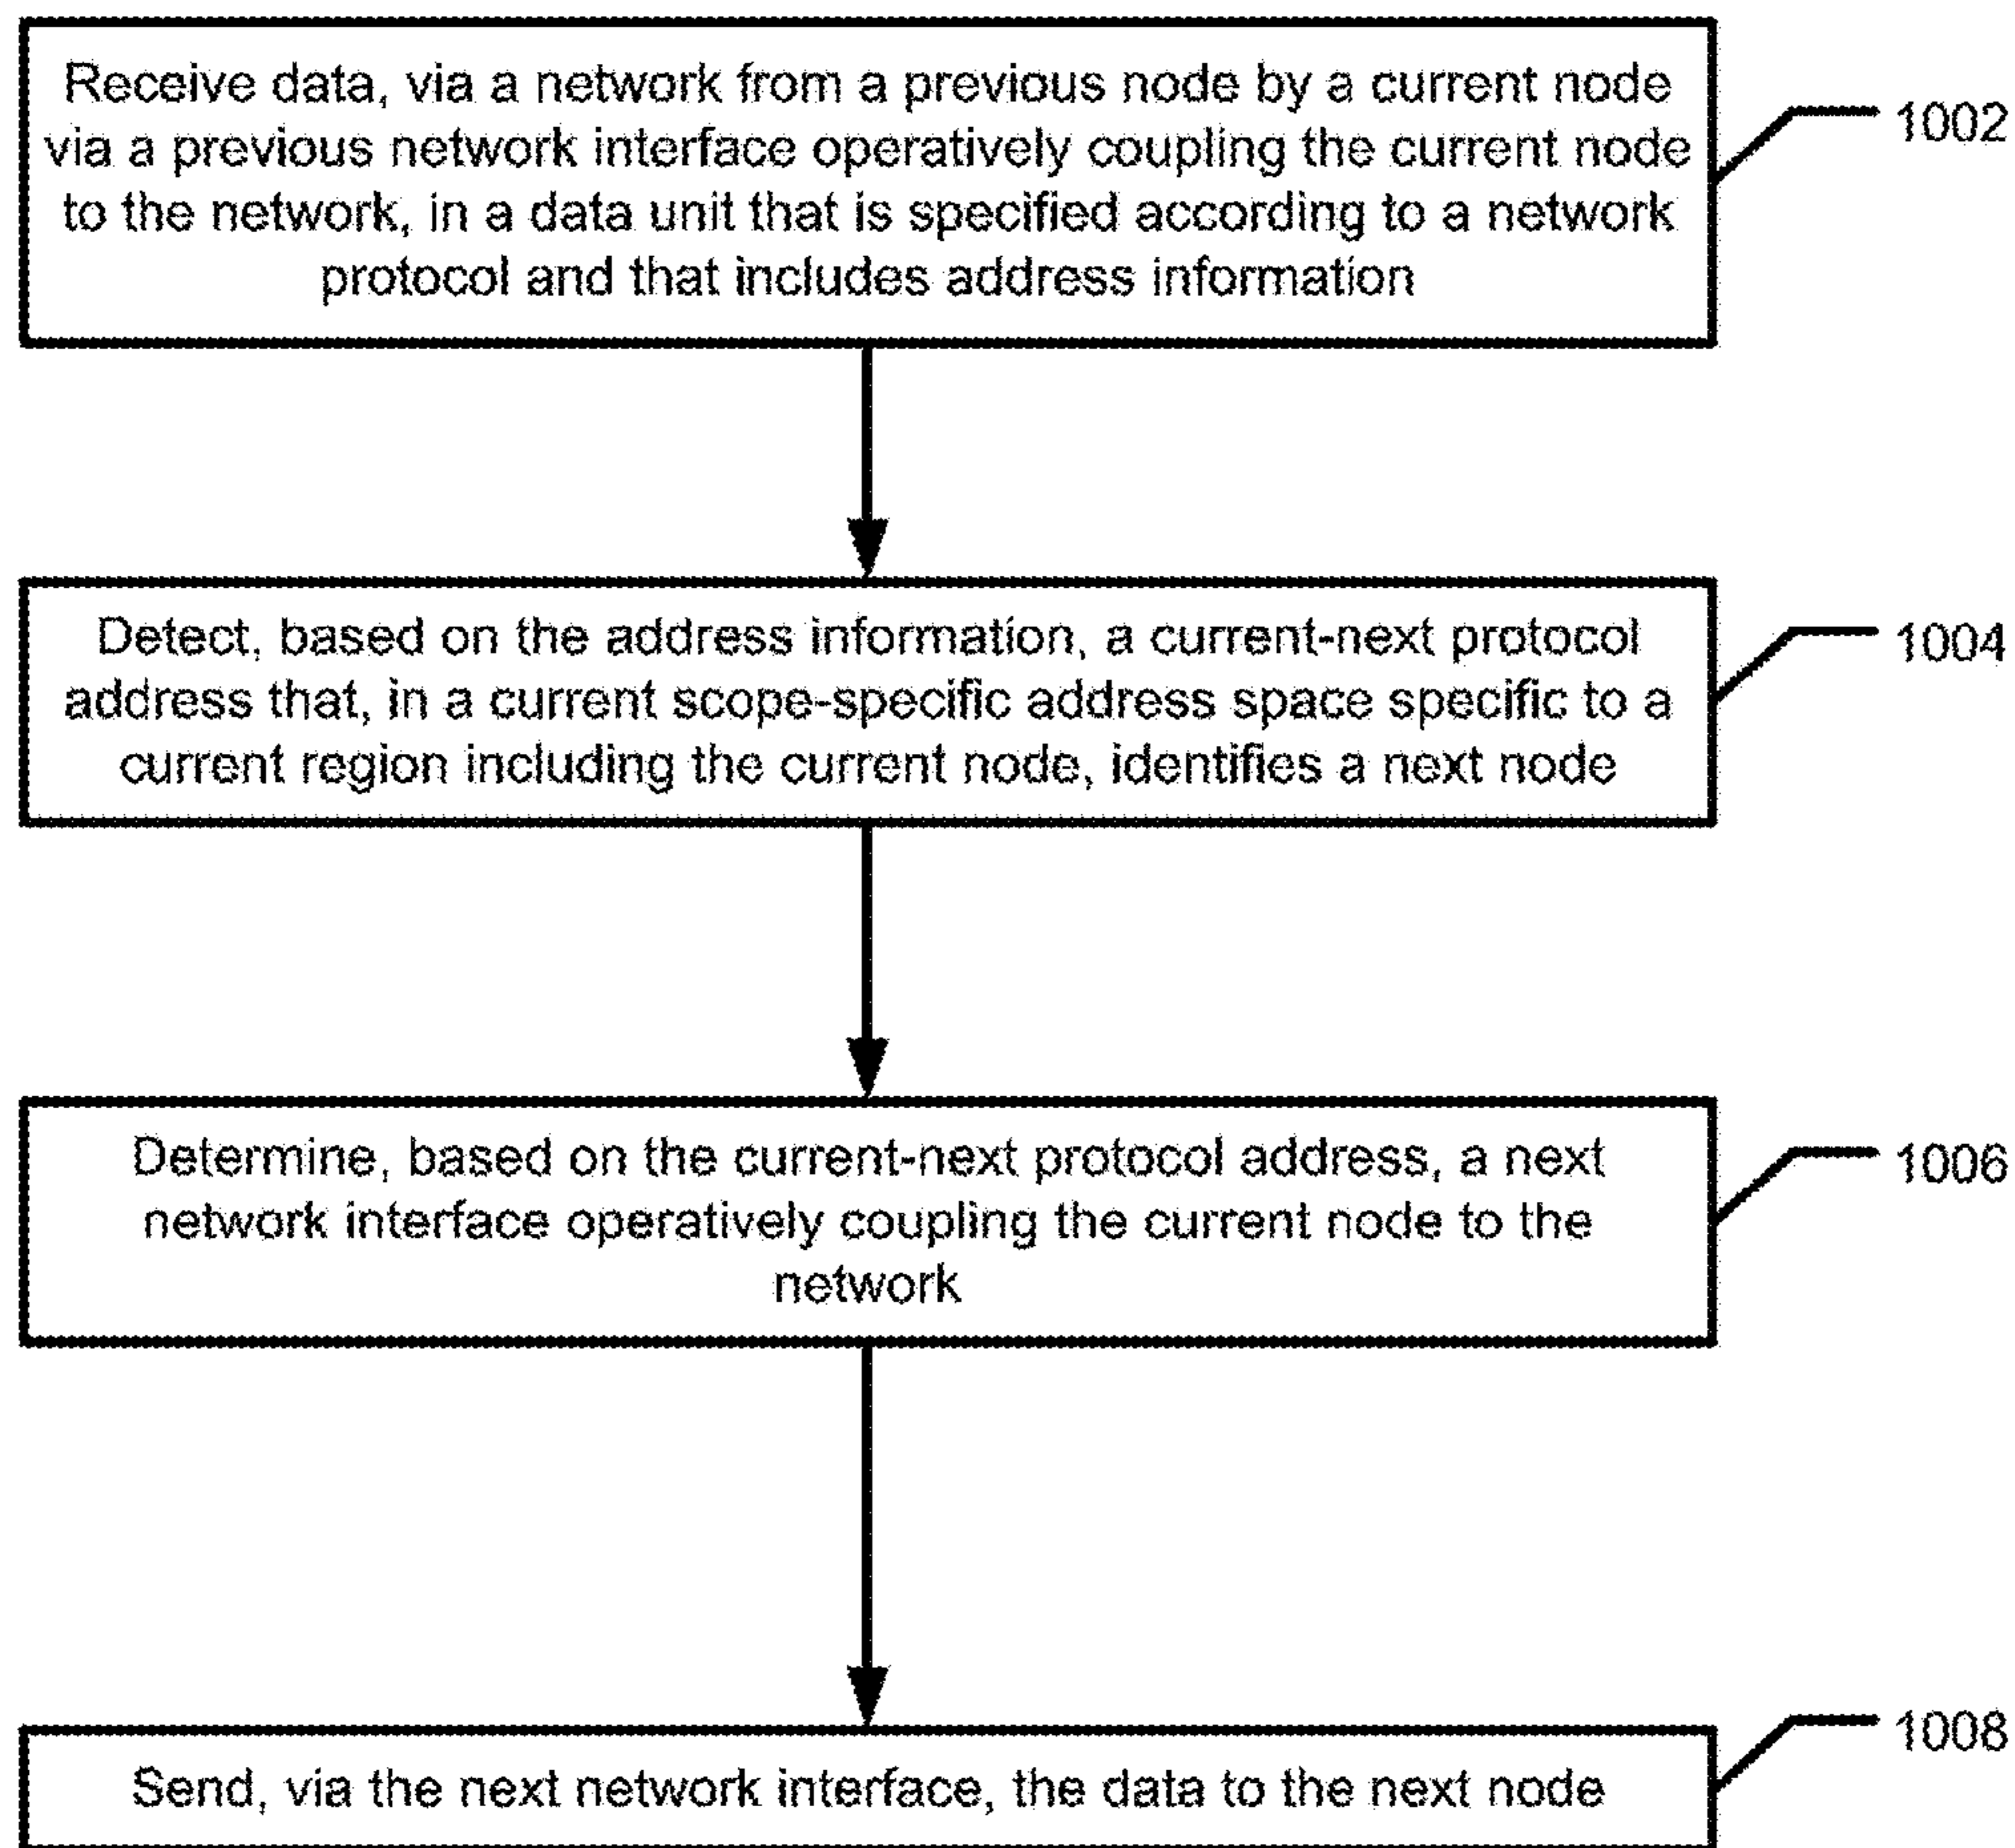 Receive data, via a network from a previous node by a current node
via a previous network interface operatively coupling the current node
to the network, in a data unit that is specified according to a network
protocol and that includes address information
1002
Detect, based on the address information, a current-next protocol
address that, in a current scope-specific address space specific to a
current region including the current node, identifies a next node
1004
Determine, based on the current-next protocol address, a next
network interface operatively coupling the current node to the
network
1006
Send, via the next network interface, the data to the next node
1008